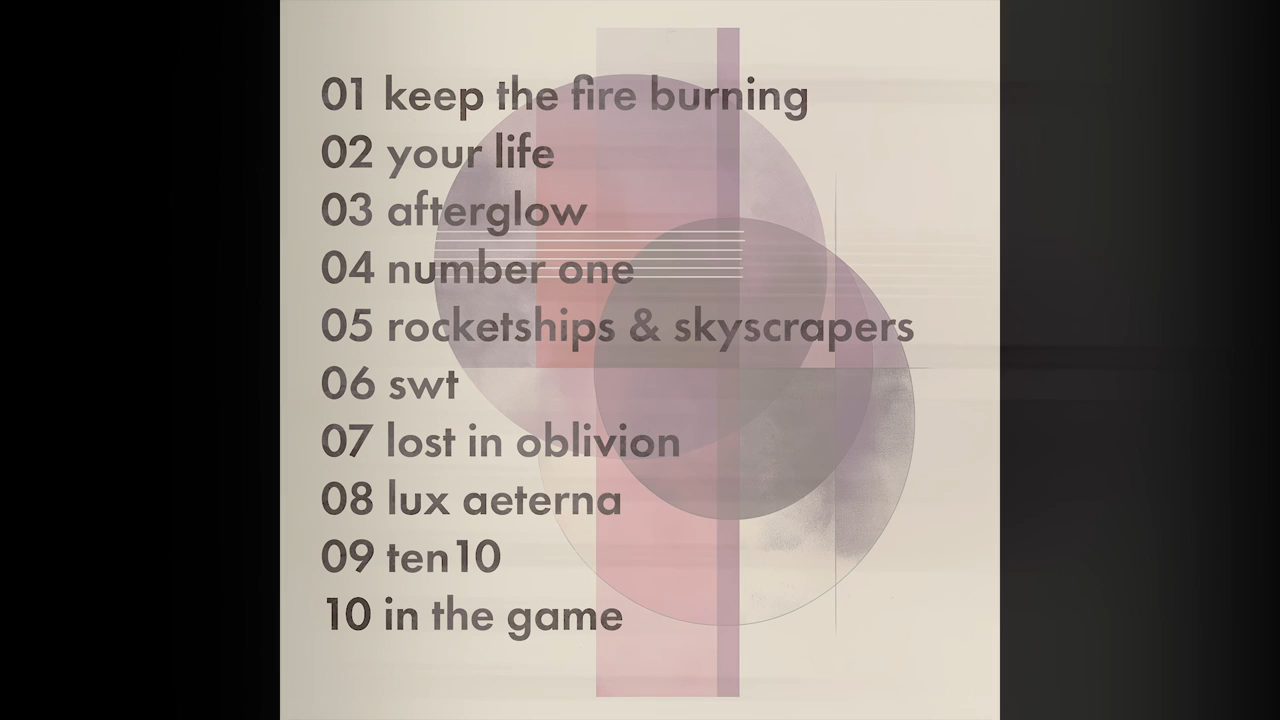 01 keep the fire burning
02 your life
03 afterglow
04 number one
05 rocketships & skyscrapers
06 swt
07 lost in oblivion
08 lux aeterna
09 ten10
10 in the game